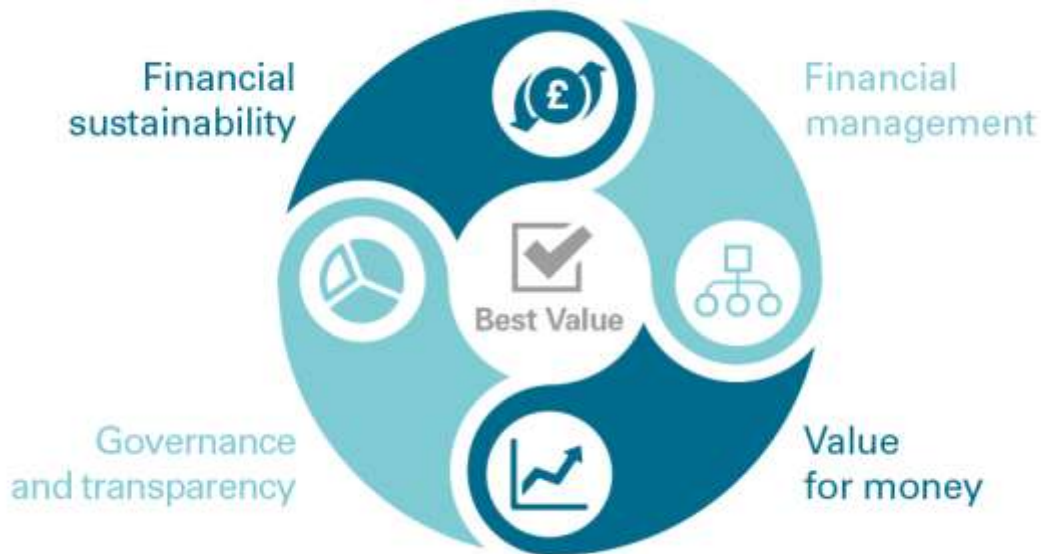 Financial
sustainability
Financial
management
£
Best Value
Governance
and transparency
Value
for money